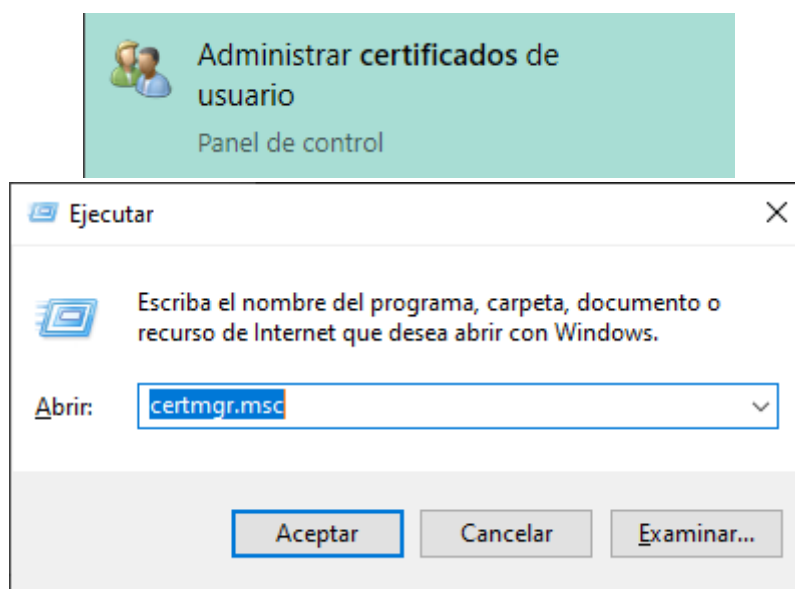 Administrar certificados de
usuario
Panel de control
Ejecutar
Escriba el nombre del programa, carpeta, documento o
recurso de Internet que desea abrir con Windows.
Abrir:
certmgr.msc
Aceptar
Cancelar
Examinar...